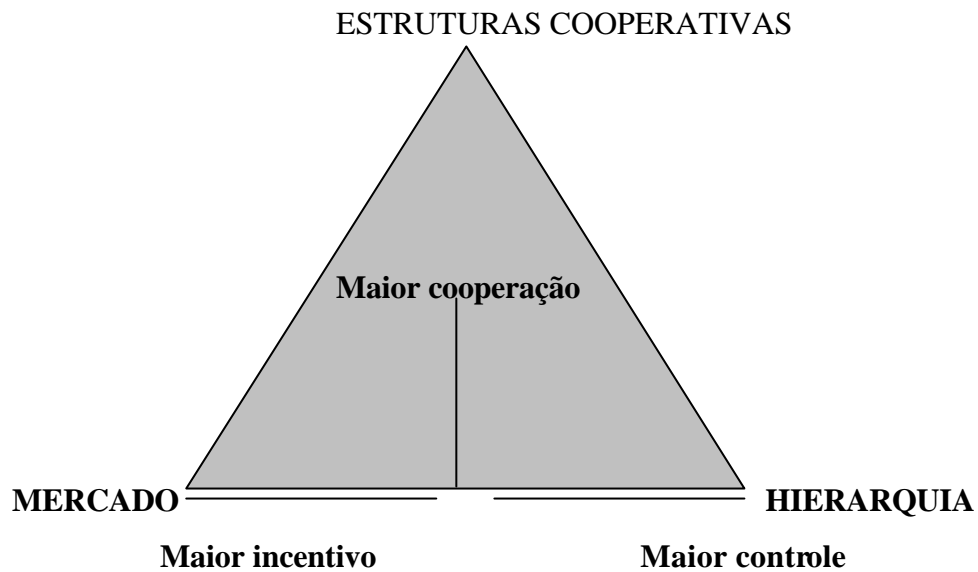 ESTRUTURAS COOPERATIVAS
Maior cooperação
MERCADO HIERARQUIA
Maior incentivo Maior controle